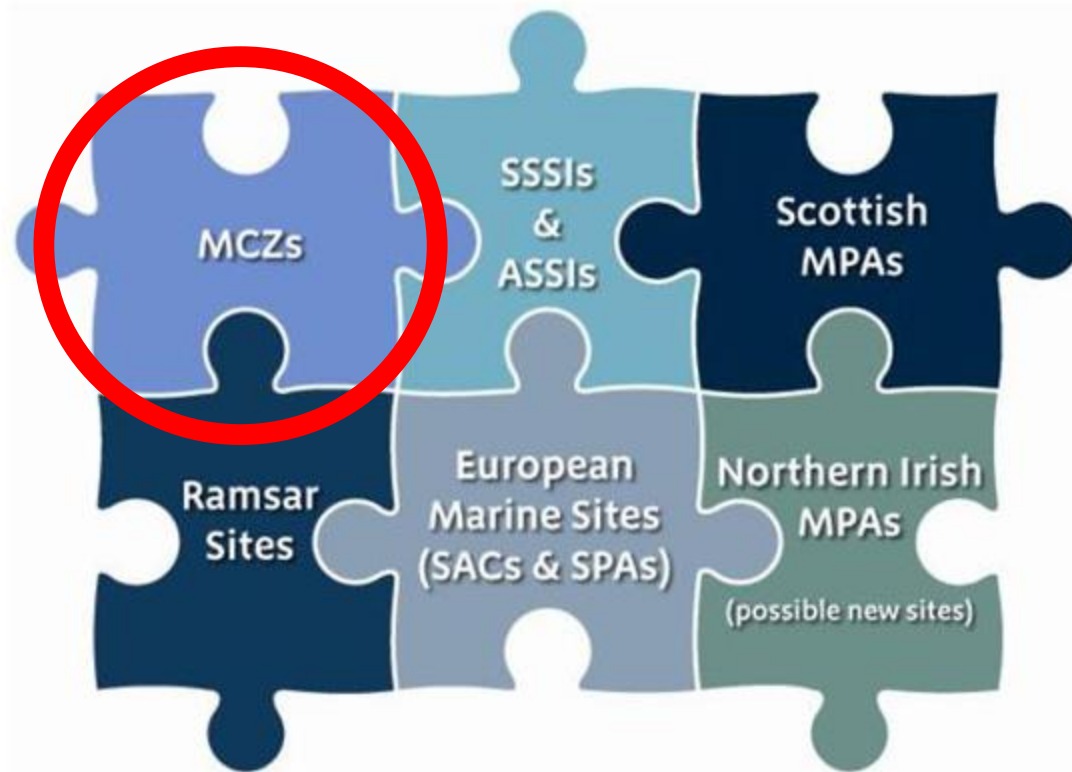 MCZs
SSSIs
&
ASSIs
Scottish
MPAs
Ramsar
Sites
European
Marine Sites
(SACs & SPAs)
Northern Irish
MPAs
(possible new sites)